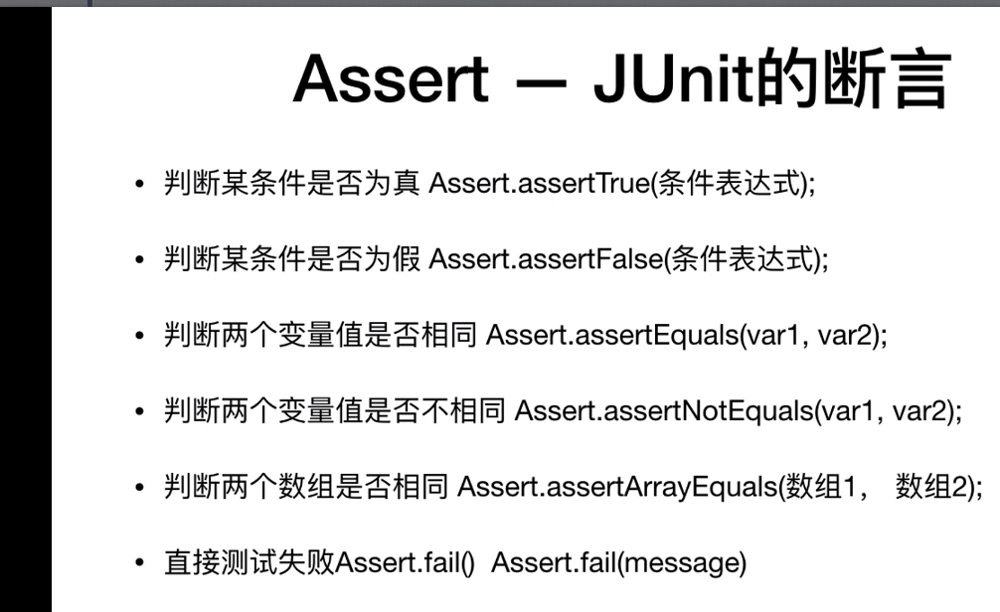 Assert — JUnit的断言
• 判断某条件是否为真 Assert.assertTrue(条件表达式);
• 判断某条件是否为假 Assert.assertFalse(条件表达式);
• 判断两个变量值是否相同 Assert.assertEquals(var1, var2);
• 判断两个变量值是否不相同 Assert.assertNotEquals(var1, var2);
• 判断两个数组是否相同 Assert.assertArrayEquals(数组1， 数组2);
• 直接测试失败Assert.fail() Assert.fail(message)